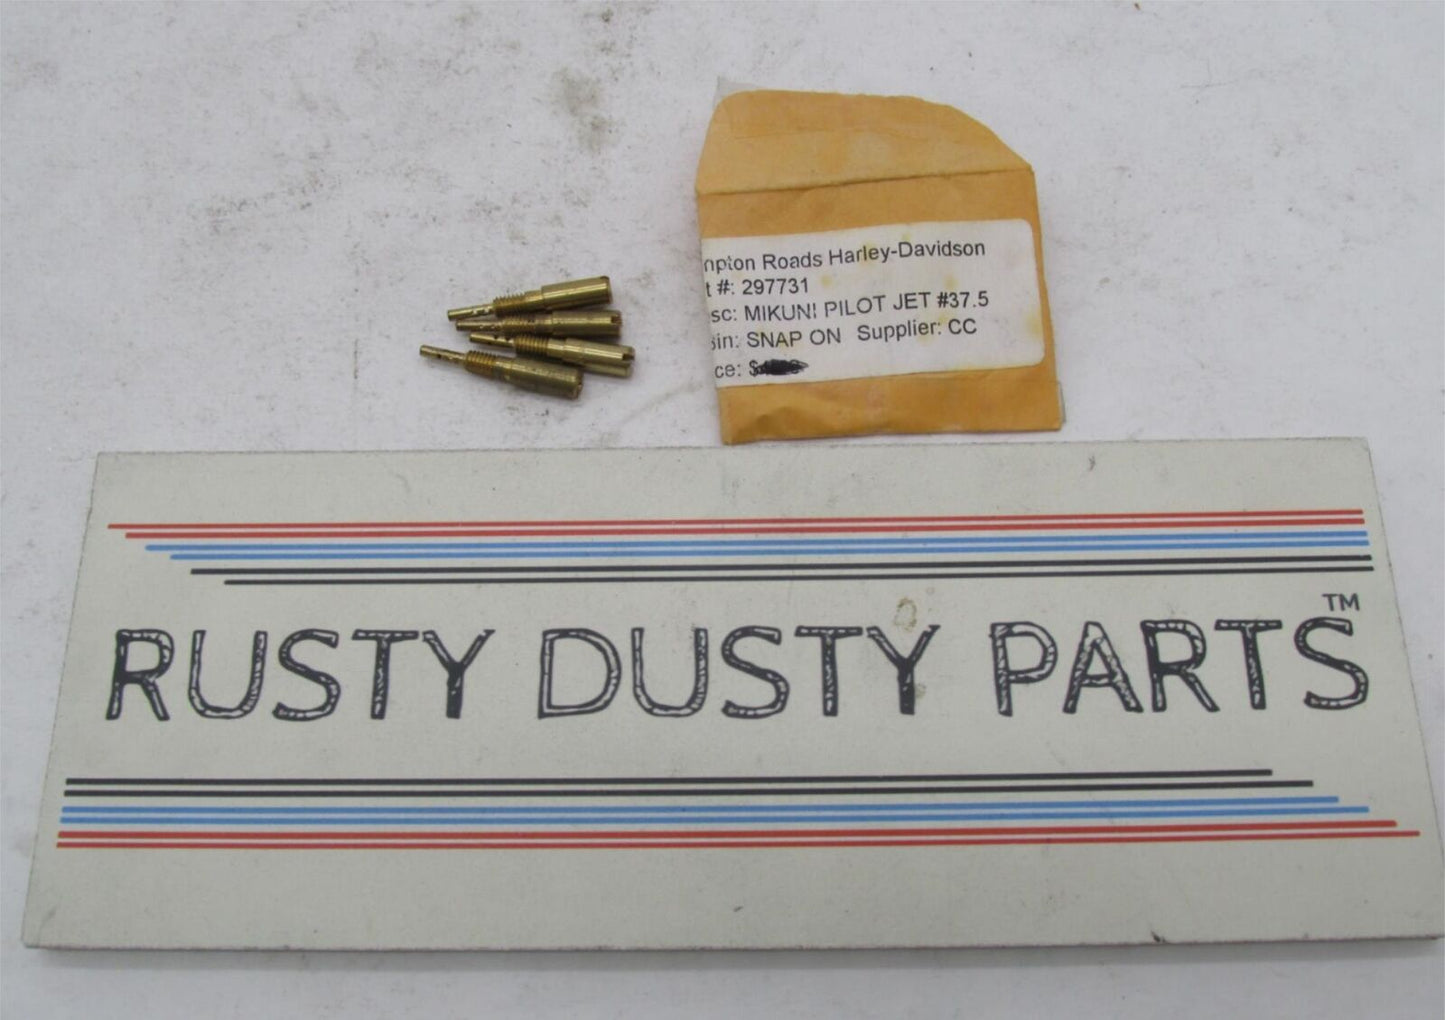 mpton Roads Harley-Davidson
t #: 297731
sc: MIKUNI PILOT JET #37.5
in: SNAP ON Supplier: CC
ce: $
RUSTY DUSTY PARTS™